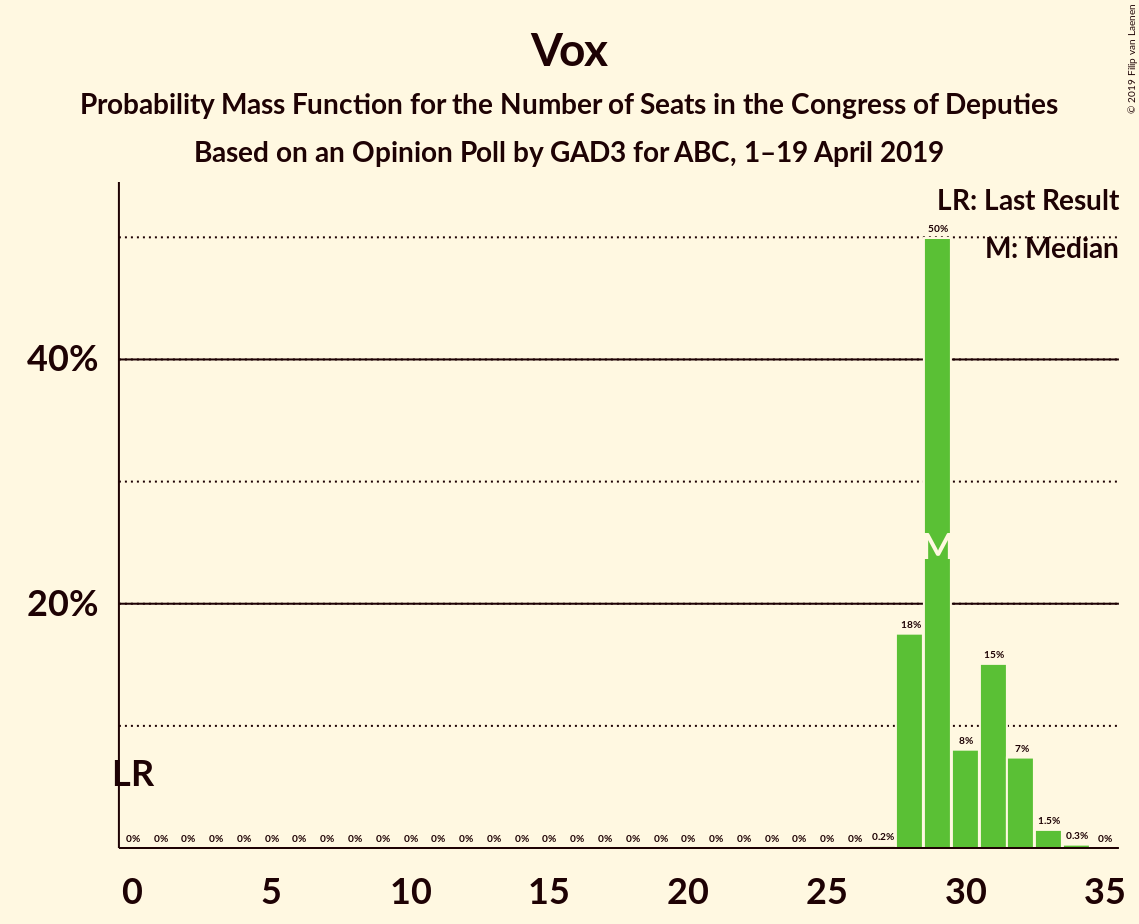 Vox
Probability Mass Function for the Number of Seats in the Congress of Deputies
Based on an Opinion Poll by GAD3 for ABC, 1–19 April 2019
© 2019 Filip van Laenen
LR: Last Result
M: Median
50%
40%
M
20%
18%
15%
8%
7%
LR
1.5%
0% 0% 0% 0% 0% 0% 0% 0% 0% 0% 0% 0% 0% 0% 0% 0% 0% 0% 0% 0% 0% 0% 0% 0% 0% 0% 0% 0.2% 0.3% 0%
0 5 10 15 20 25 30 35